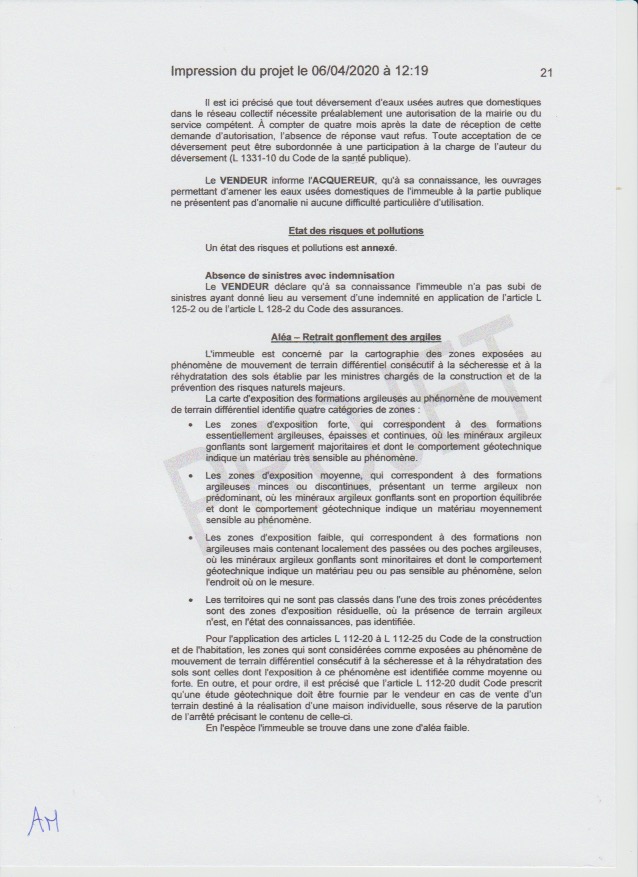 Impression du projet le 06/04/2020 à 12:19
21
Il est ici précisé que tout déversement d'eaux usées autres que domestiques
dans le réseau collectif nécessite préalablement une autorisation de la mairie ou du
service compétent. À compter de quatre mois après la date de réception de cette
demande d'autorisation, l'absence de réponse vaut refus. Toute acceptation de ce
déversement peut être subordonnée à une participation à la charge de l'auteur du
déversement (L 1331-10 du Code de la santé publique).
Le VENDEUR informe l'ACQUEREUR, qu'à sa connaissance, les ouvrages
permettant d'amener les eaux usées domestiques de l'immeuble à la partie publique
ne présentent pas d'anomalie ni aucune difficulté particulière d'utilisation.
Etat des risques et pollutions
Un état des risques et pollutions est annexé.
Absence de sinistres avec indemnisation
Le VENDEUR déclare qu'à sa connaissance l'immeuble n'a pas subi de
sinistres ayant donné lieu au versement d'une indemnité en application de l'article L
125-2 ou de l'article L 128-2 du Code des assurances.
Aléa – Retrait gonflement des argiles
L'immeuble est concerné par la cartographie des zones exposées au
phénomène de mouvement de terrain différentiel consécutif à la sécheresse et à la
réhydratation des sols établie par les ministres chargés de la construction et de la
prévention des risques naturels majeurs.
La carte d'exposition des formations argileuses au phénomène de mouvement
de terrain différentiel identifie quatre catégories de zones :
• Les zones d'exposition forte, qui correspondent à des formations
essentiellement argileuses, épaisses et continues, où les minéraux argileux
gonflants sont largement majoritaires et dont le comportement géotechnique
indique un matériau très sensible au phénomène.
• Les zones d'exposition moyenne, qui correspondent à des formations
argileuses minces ou discontinues, présentant un terme argileux non
prédominant, où les minéraux argileux gonflants sont en proportion équilibrée
et dont le comportement géotechnique indique un matériau moyennement
sensible au phénomène.
• Les zones d'exposition faible, qui correspondent à des formations non
argileuses mais contenant localement des passées ou des poches argileuses,
où les minéraux argileux gonflants sont minoritaires et dont le comportement
géotechnique indique un matériau peu ou pas sensible au phénomène, selon
l'endroit où on le mesure.
• Les territoires qui ne sont pas classés dans l'une des trois zones précédentes
sont des zones d'exposition résiduelle, où la présence de terrain argileux
n'est, en l'état des connaissances, pas identifiée.
Pour l'application des articles L 112-20 à L 112-25 du Code de la construction
et de l'habitation, les zones qui sont considérées comme exposées au phénomène de
mouvement de terrain différentiel consécutif à la sécheresse et à la réhydratation des
sols sont celles dont l'exposition à ce phénomène est identifiée comme moyenne ou
forte. En outre, et pour ordre, il est précisé que l'article L 112-20 dudit Code prescrit
qu'une étude géotechnique doit être fournie par le vendeur en cas de vente d'un
terrain destiné à la réalisation d'une maison individuelle, sous réserve de la parution
de l'arrêté précisant le contenu de celle-ci.
En l'espèce l'immeuble se trouve dans une zone d'aléa faible.
PROJET
AM